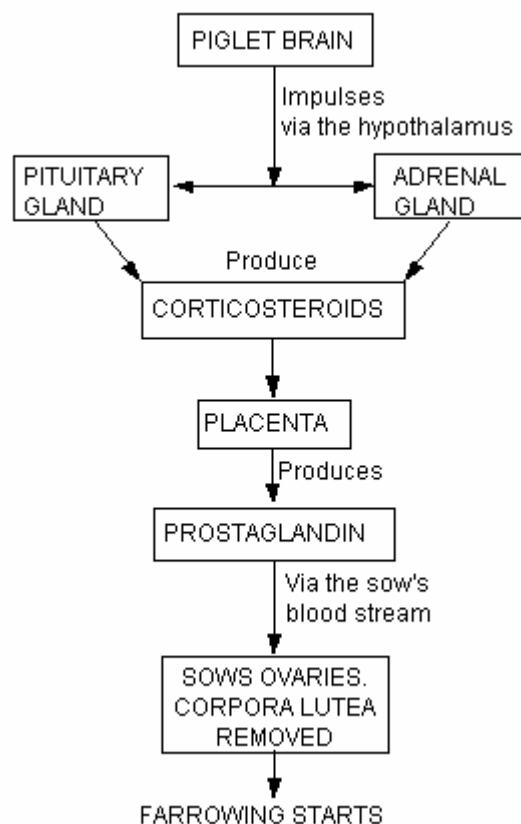 PIGLET BRAIN
Impulses
via the hypothalamus
PITUITARY
GLAND
ADRENAL
GLAND
Produce
CORTICOSTEROIDS
PLACENTA
Produces
PROSTAGLANDIN
Via the sow's
blood stream
SOWS OVARIES.
CORPORA LUTEA
REMOVED
FARROWING STARTS